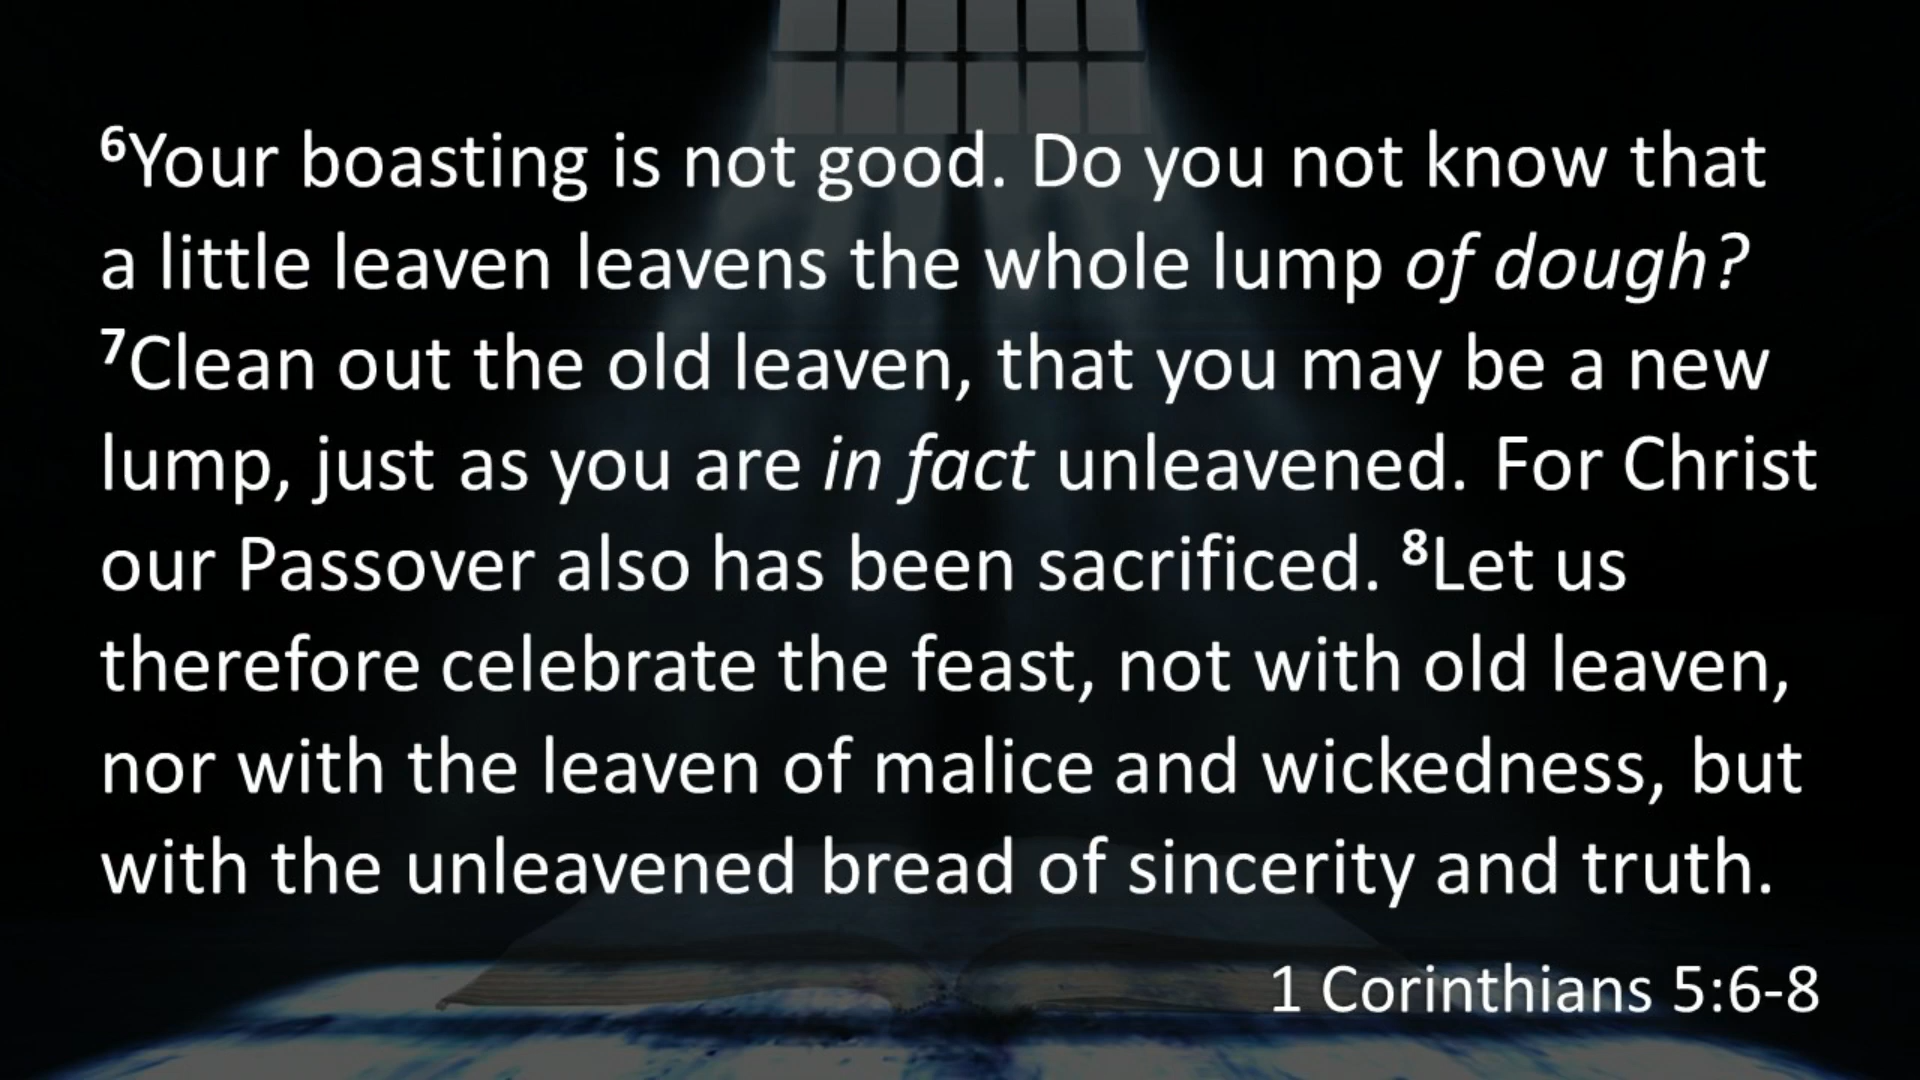 ⁶Your boasting is not good. Do you not know that
a little leaven leavens the whole lump of dough?
⁷Clean out the old leaven, that you may be a new
lump, just as you are in fact unleavened. For Christ
our Passover also has been sacrificed. ⁸Let us
therefore celebrate the feast, not with old leaven,
nor with the leaven of malice and wickedness, but
with the unleavened bread of sincerity and truth.
1 Corinthians 5:6-8